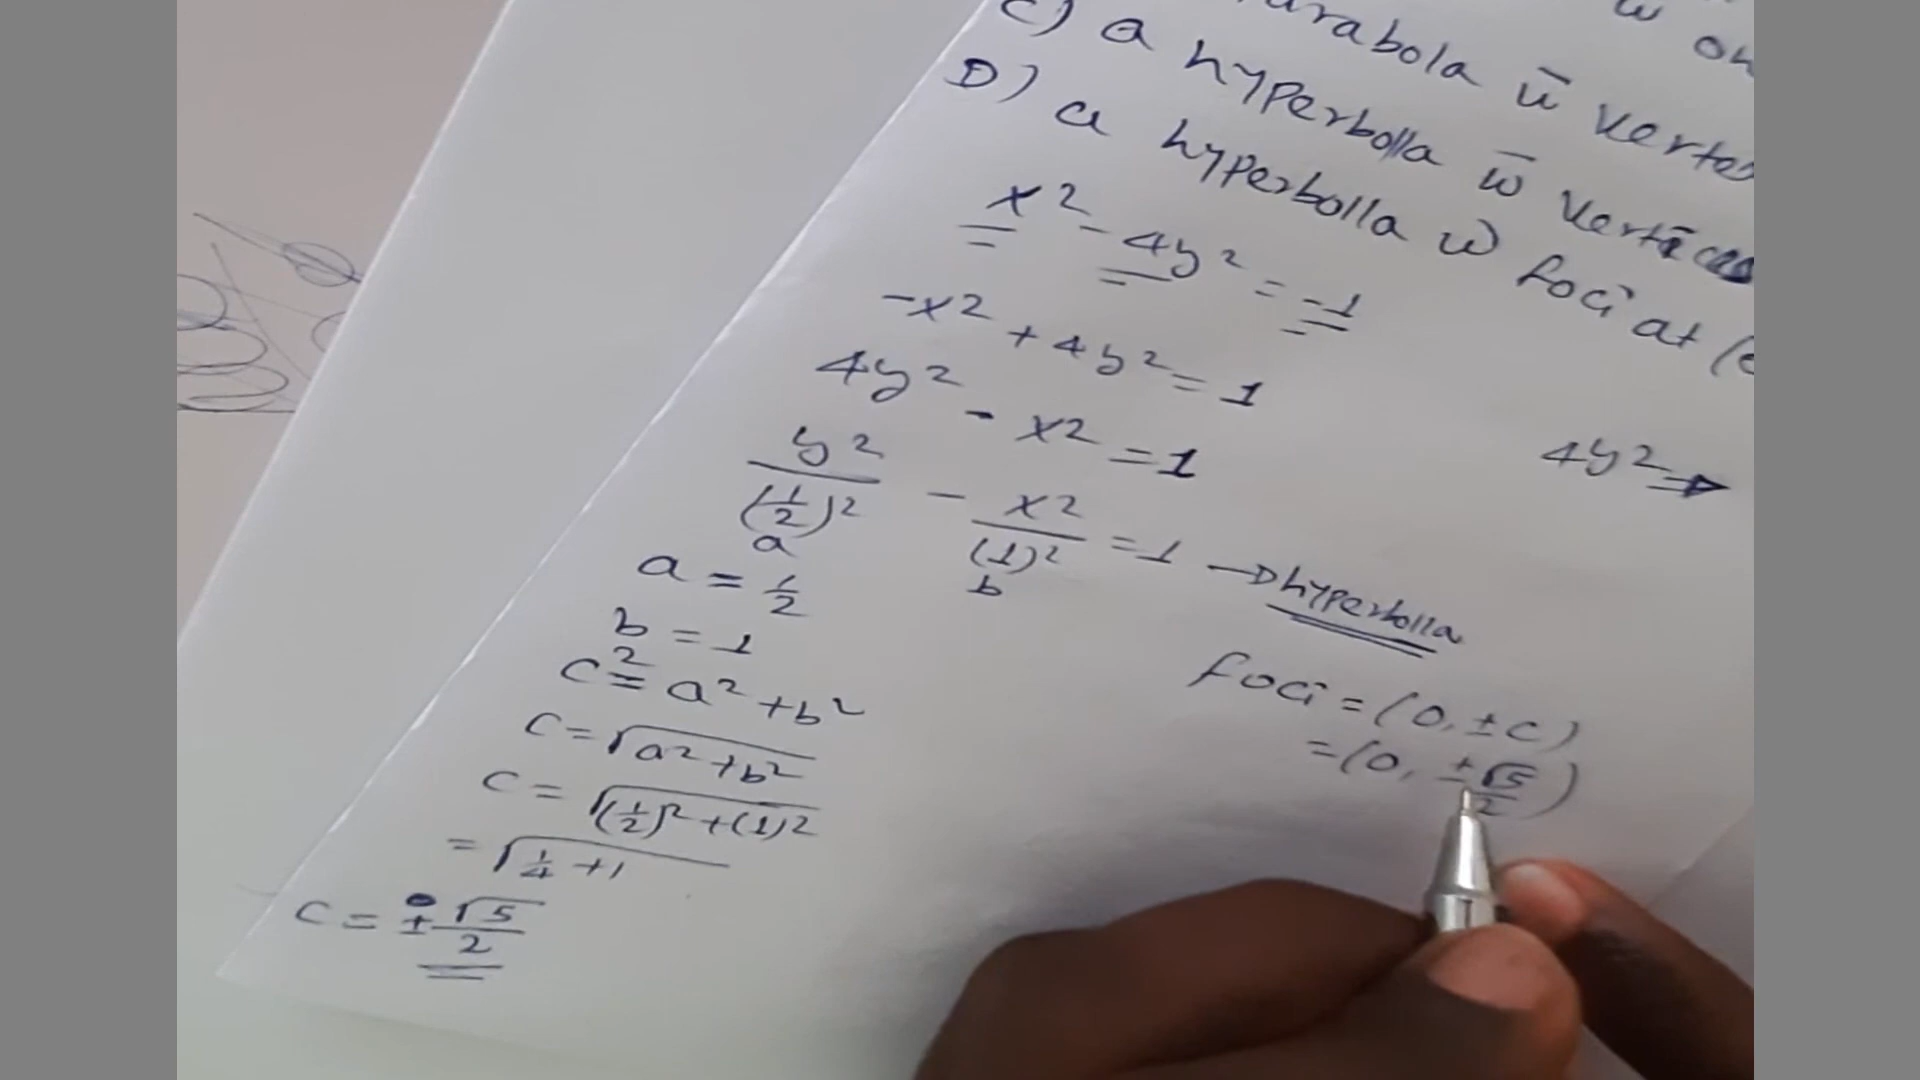 w on
C) a parabola w̄ vertex
D) a hyperbolla w̄ vertices
a hyperbolla w foci at (
x² - 4y² = -1
-x² + 4y² = 1
4y² - x² = 1
4y² →
y²/(1/2)² - x²/(1)² = 1 → hyperbolla
a b
a = 1/2
b = 1
c² = a² + b²
c = √a² + b²
c = √(1/2)² + (1)²
= √1/4 + 1
c = ± √5/2
foci = (0, ± c)
= (0, ± √5/2)